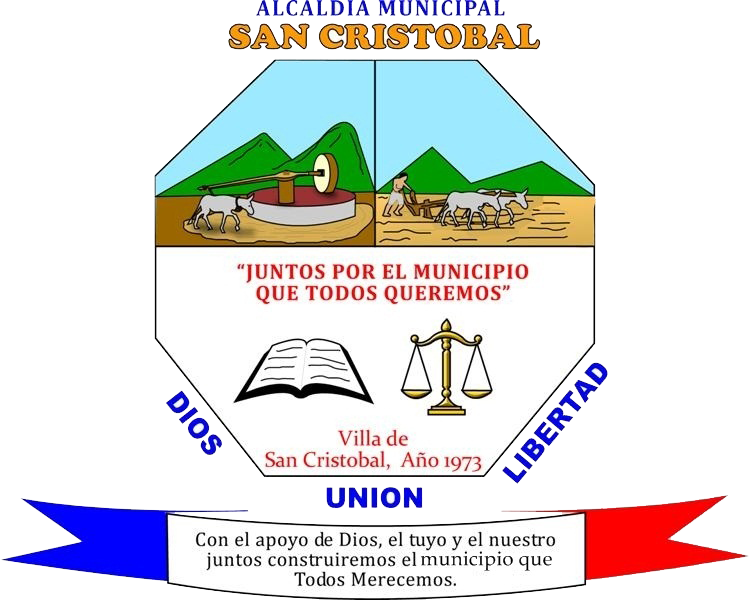 ALCALDÍA MUNICIPAL
SAN CRISTOBAL
“JUNTOS POR EL MUNICIPIO
QUE TODOS QUEREMOS”
Villa de
San Cristobal, Año 1973
DIOS
UNION
LIBERTAD
Con el apoyo de Dios, el tuyo y el nuestro
juntos construiremos el municipio que
Todos Merecemos.